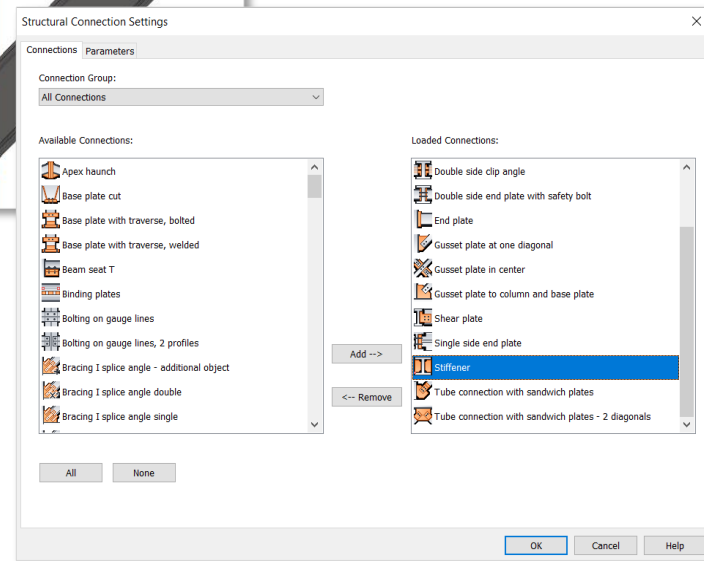 Structural Connection Settings
Connections Parameters
Connection Group:
All Connections
Available Connections:
Apex haunch
Base plate cut
Base plate with traverse, bolted
Base plate with traverse, welded
Beam seat T
Binding plates
Bolting on gauge lines
Bolting on gauge lines, 2 profiles
Bracing I splice angle - additional object
Bracing I splice angle double
Bracing I splice angle single
Add -->
<-- Remove
Loaded Connections:
Double side clip angle
Double side end plate with safety bolt
End plate
Gusset plate at one diagonal
Gusset plate in center
Gusset plate to column and base plate
Shear plate
Single side end plate
Stiffener
Tube connection with sandwich plates
Tube connection with sandwich plates - 2 diagonals
All None
OK Cancel Help